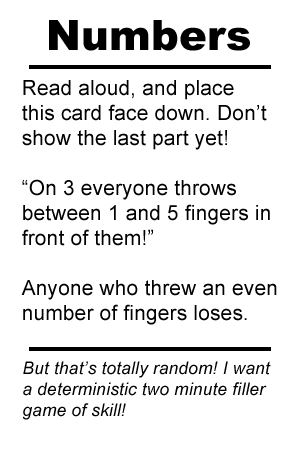 Numbers
Read aloud, and place
this card face down. Don’t
show the last part yet!
“On 3 everyone throws
between 1 and 5 fingers in
front of them!”
Anyone who threw an even
number of fingers loses.
But that’s totally random! I want
a deterministic two minute filler
game of skill!